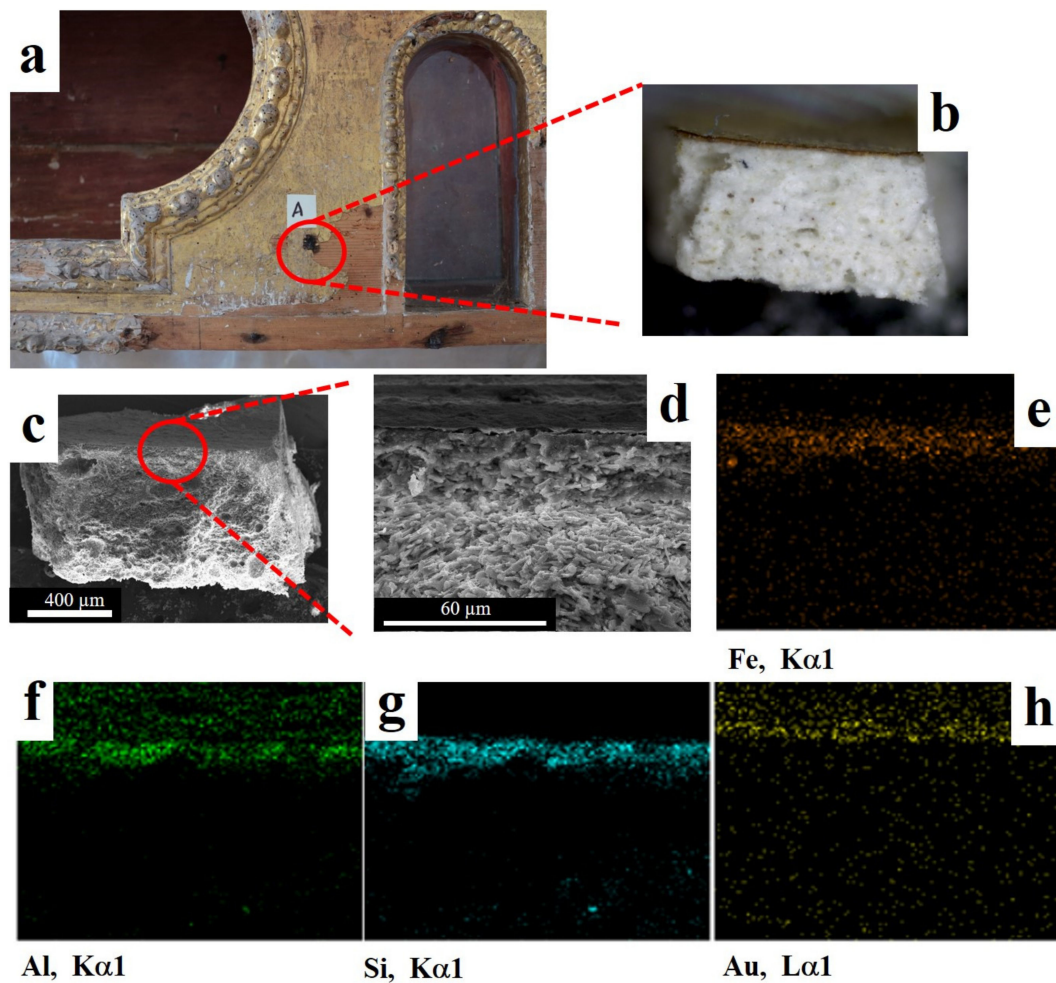 a
A
b
c
400 µm
d
60 µm
e
Fe, Kα1
f
g
h
Al, Kα1
Si, Kα1
Au, Lα1